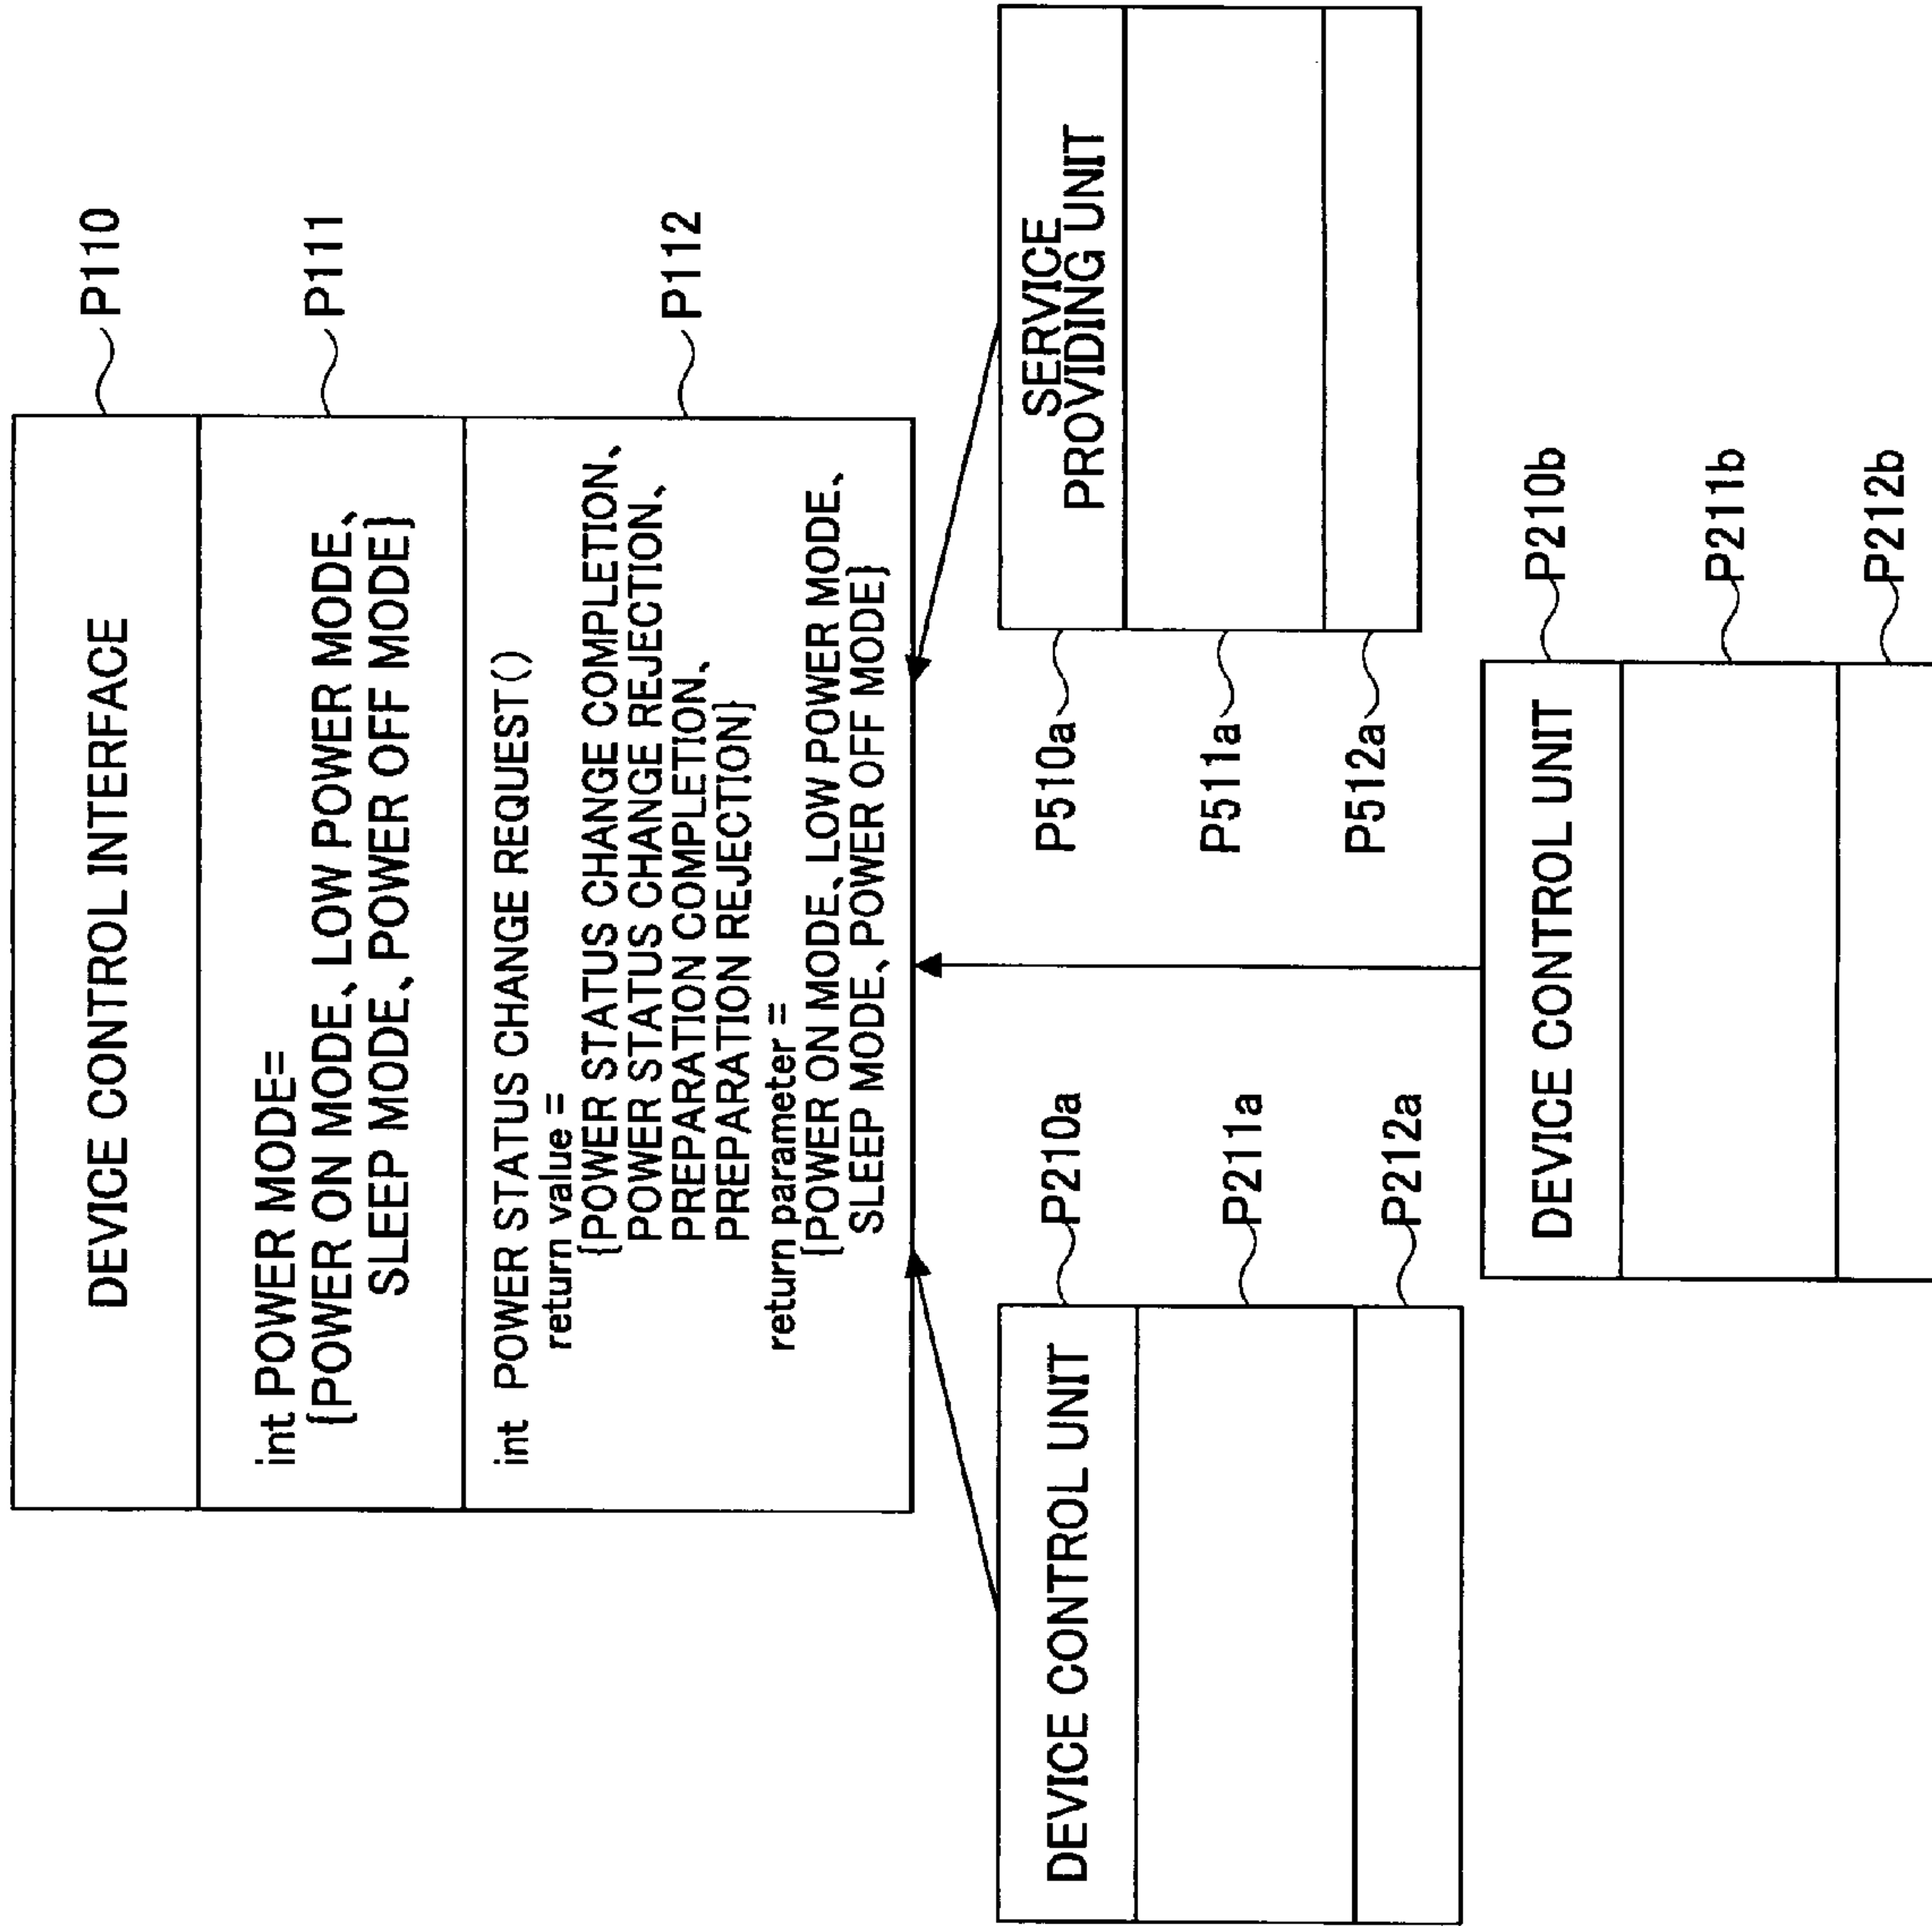 DEVICE CONTROL INTERFACE
P110
int POWER MODE=
{POWER ON MODE、LOW POWER MODE、
SLEEP MODE、POWER OFF MODE}
P111
int POWER STATUS CHANGE REQUEST()
return value =
{POWER STATUS CHANGE COMPLETION、
POWER STATUS CHANGE REJECTION、
PREPARATION COMPLETION、
PREPARATION REJECTION}
return parameter =
{POWER ON MODE、LOW POWER MODE、
SLEEP MODE、POWER OFF MODE}
P112
DEVICE CONTROL UNIT
P210a
P211a
P212a
SERVICE
PROVIDING UNIT
P510a
P511a
P512a
DEVICE CONTROL UNIT
P210b
P211b
P212b